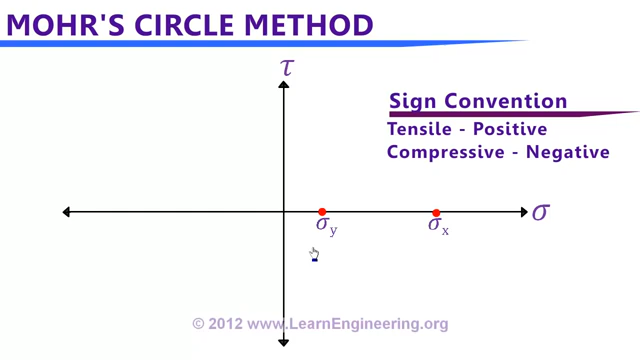 MOHR'S CIRCLE METHOD
τ
Sign Convention
Tensile - Positive
Compressive - Negative
σ
σy
σx
© 2012 www.LearnEngineering.org